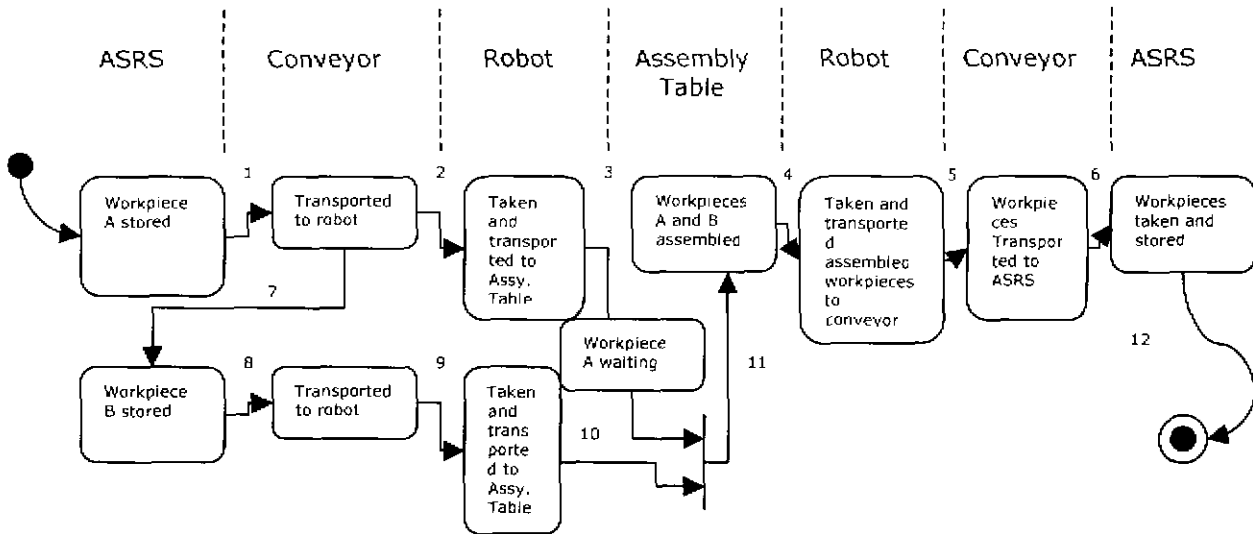 ASRS
Conveyor
Robot
Assembly
Table
Robot
Conveyor
ASRS
1
2
3
4
5
6
Workpiece
A stored
Transported
to robot
Taken
and
transpor
ted to
Assy.
Table
Workpieces
A and B
assembled
Taken and
transporte
d
assembled
workpieces
to
conveyor
Workpie
ces
Transpor
ted to
ASRS
Workpieces
taken and
stored
7
Workpiece
A waiting
8
9
10
11
12
Workpiece
B stored
Transported
to robot
Taken
and
trans
porte
d to
Assy.
Table